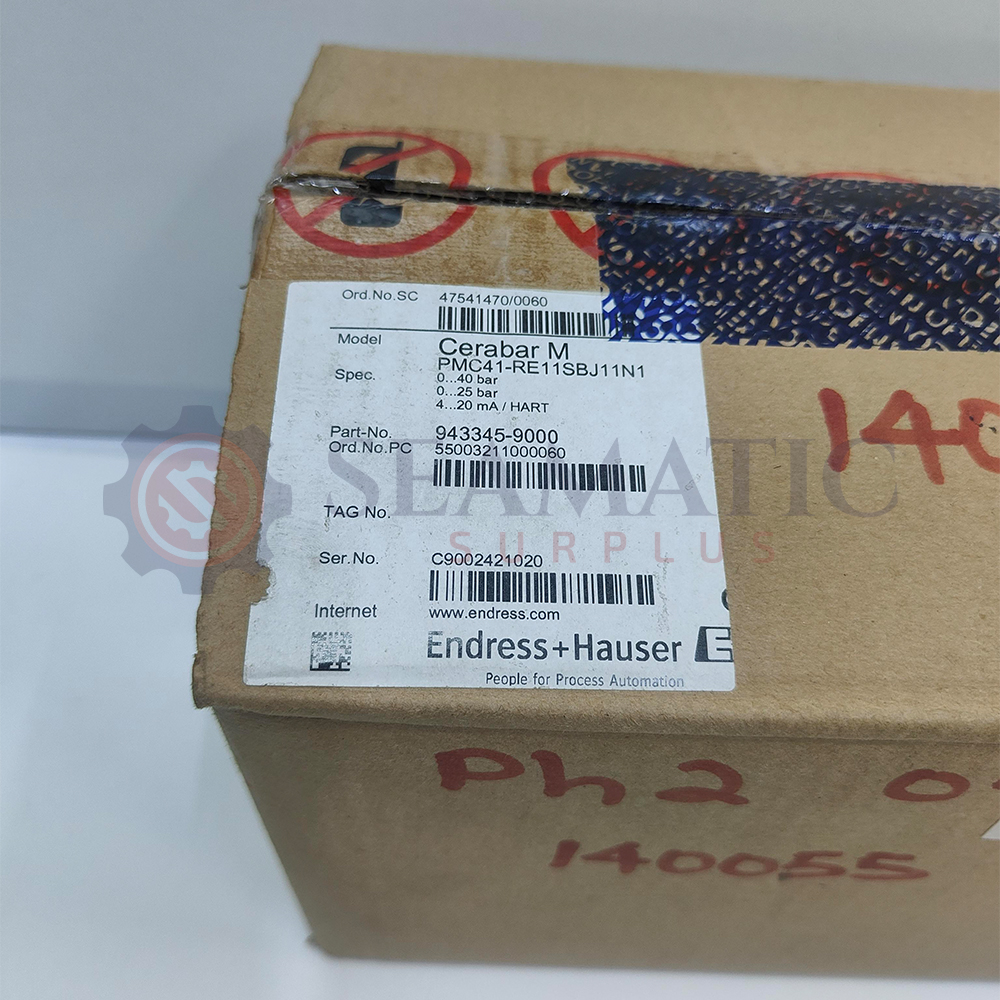 Ord.No.SC 47541470/0060
Model Cerabar M
PMC41-RE11SBJ11N1
Spec. 0...40 bar
0...25 bar
4...20 mA / HART
Part-No. 943345-9000
Ord.No.PC 55003211000060
TAG No.
Ser.No. C9002421020
Internet www.endress.com
Endress+Hauser E
People for Process Automation
SEAMATIC
SURPLUS
140
Ph2
140055